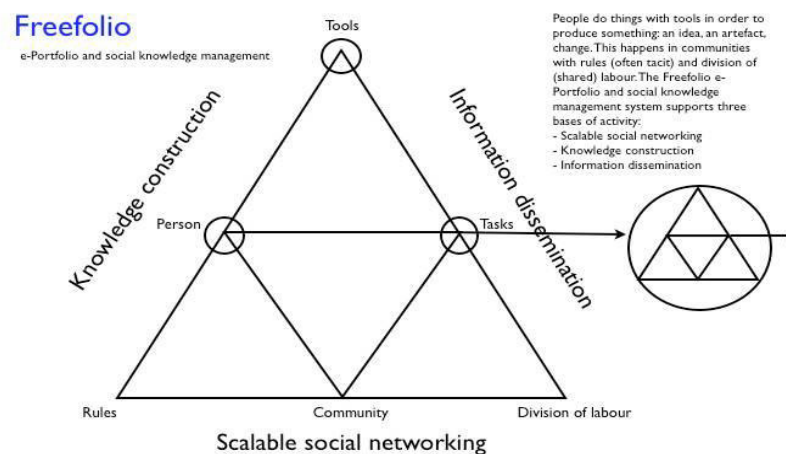 Freefolio
e-Portfolio and social knowledge management
Tools
People do things with tools in order to
produce something: an idea, an artefact,
change. This happens in communities
with rules (often tacit) and division of
(shared) labour. The Freefolio e-
Portfolio and social knowledge
management system supports three
bases of activity:
- Scalable social networking
- Knowledge construction
- Information dissemination
Knowledge construction
Information dissemination
Person
Tasks
Rules
Community
Division of labour
Scalable social networking